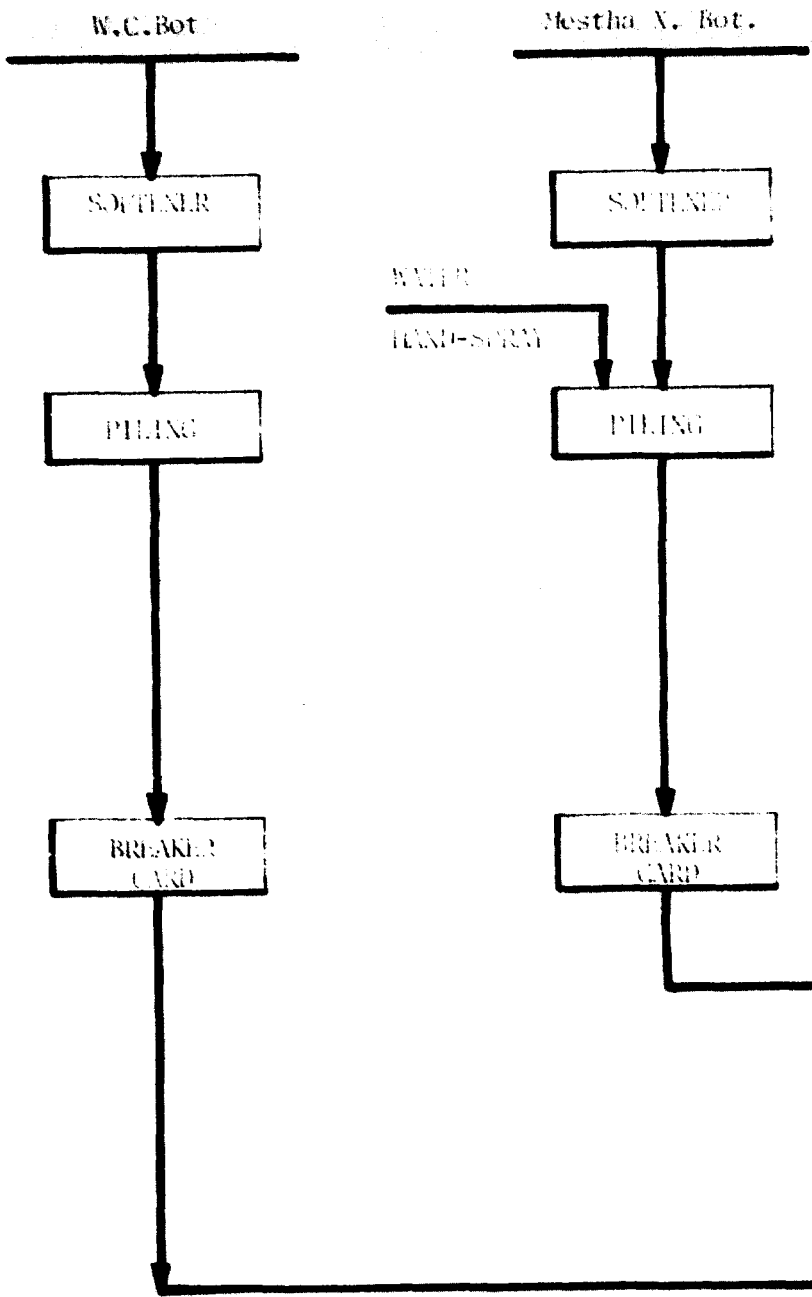 W.C.Bot
Mestha X. Bot.
SOFTENER
SOFTENER
WATER
HAND-SPRAY
PILING
PILING
BREAKER
CARD
BREAKER
CARD